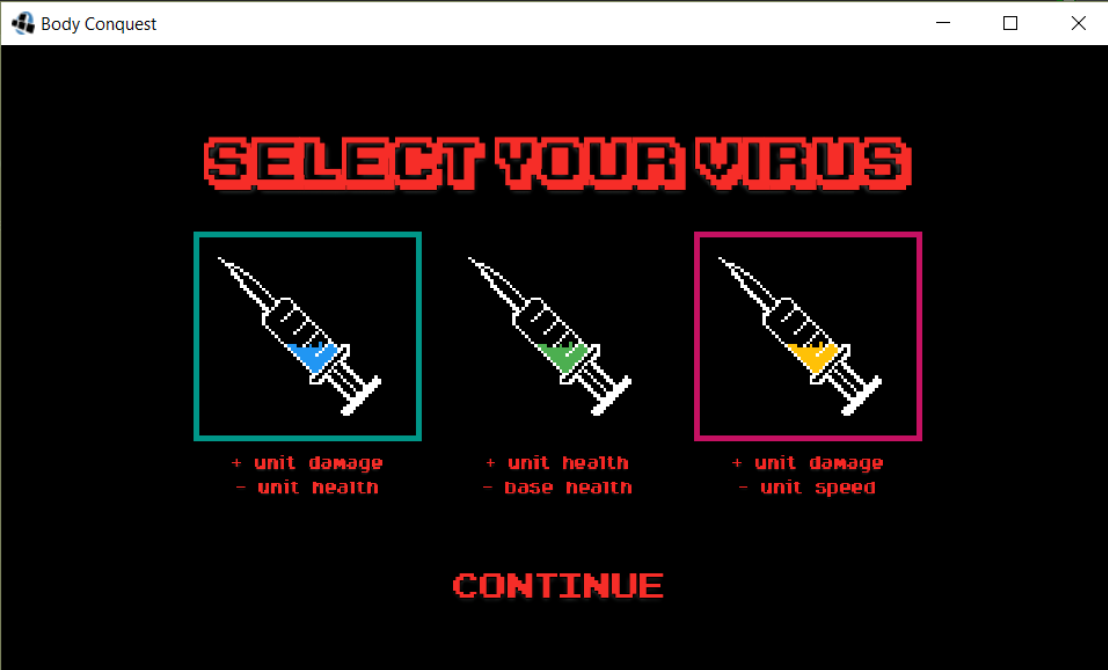 Body Conquest
SELECT YOUR VIRUS
+ unit damage
- unit health
+ unit health
- base health
+ unit damage
- unit speed
CONTINUE